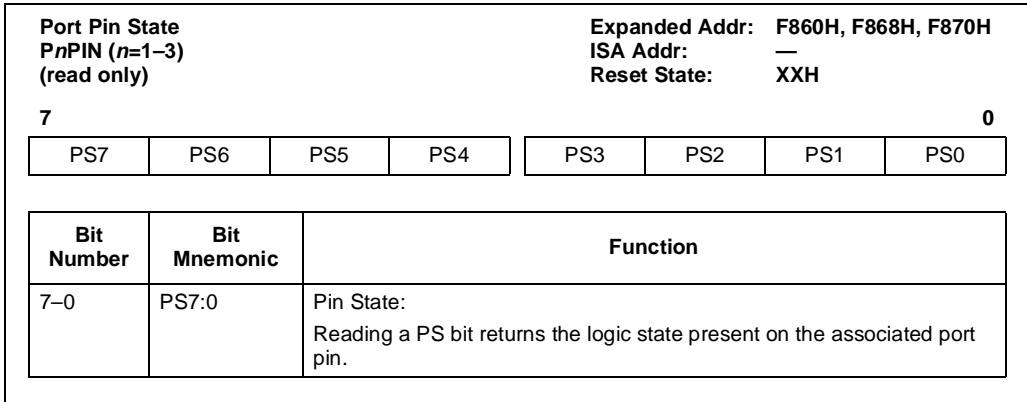 Port Pin State
PnPIN (n=1–3)
(read only)
Expanded Addr: F860H, F868H, F870H
ISA Addr: —
Reset State: XXH
7 0
PS7 PS6 PS5 PS4 PS3 PS2 PS1 PS0
Bit Number Bit Mnemonic Function
7–0 PS7:0 Pin State:
Reading a PS bit returns the logic state present on the associated port
pin.